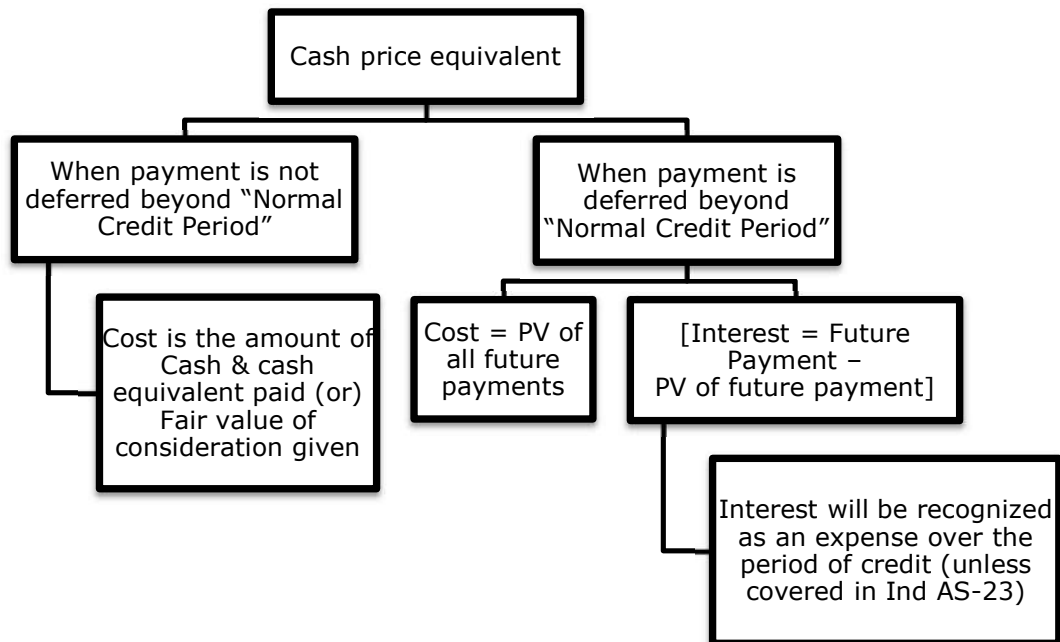 Cash price equivalent
When payment is not
deferred beyond “Normal
Credit Period”
When payment is
deferred beyond
“Normal Credit Period”
Cost is the amount of
Cash & cash
equivalent paid (or)
Fair value of
consideration given
Cost = PV of
all future
payments
[Interest = Future
Payment –
PV of future payment]
Interest will be recognized
as an expense over the
period of credit (unless
covered in Ind AS-23)